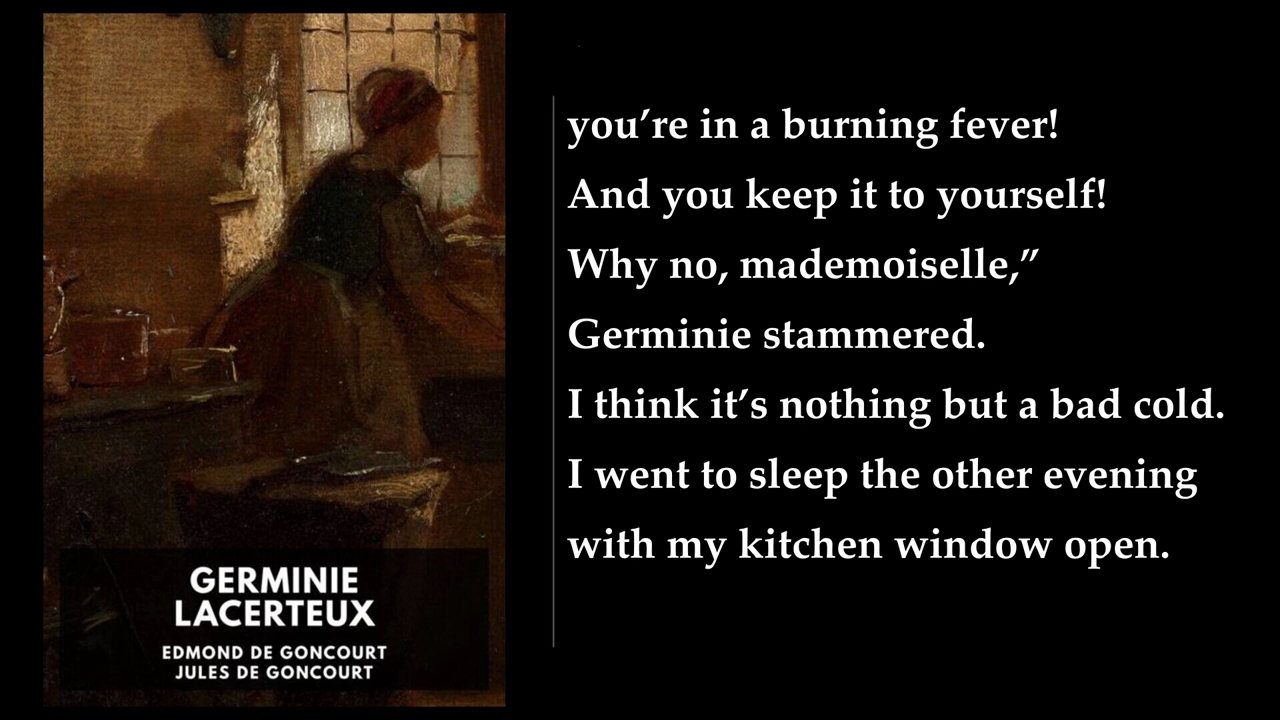 you’re in a burning fever!
And you keep it to yourself!
Why no, mademoiselle,”
Germinie stammered.
I think it’s nothing but a bad cold.
I went to sleep the other evening
with my kitchen window open.
GERMINIE
LACERTEUX
EDMOND DE GONCOURT
JULES DE GONCOURT